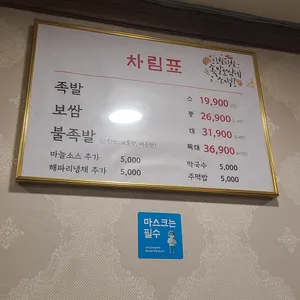 차림표
족발
보쌈
불족발
소 19,900
중 26,900
대 31,900
특대 36,900
마늘소스 추가 5,000
해파리냉채 추가 5,000
막국수 5,000
주먹밥 5,000
마스크는
필수